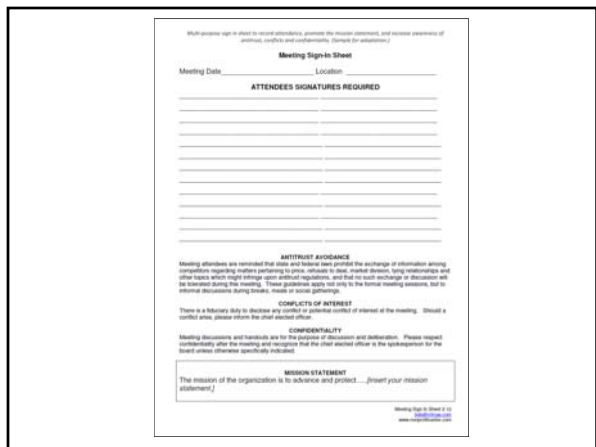 Multi-purpose sign in sheet to record attendance, promote the mission statement, and increase awareness of
antitrust, conflicts and confidentiality. (Sample for adaptation.)
Meeting Sign-In Sheet
Meeting Date Location
ATTENDEES SIGNATURES REQUIRED
ANTITRUST AVOIDANCE
Meeting attendees are reminded that state and federal laws prohibit the exchange of information among
competitors regarding matters pertaining to price, refusals to deal, market division, tying relationships and
other topics which might infringe upon antitrust regulations, and that no such exchange or discussion will
be tolerated during this meeting. These guidelines apply not only to the formal meeting sessions, but to
informal discussions during breaks, meals or social gatherings.
CONFLICTS OF INTEREST
There is a fiduciary duty to disclose any conflict or potential conflict of interest at the meeting. Should a
conflict arise, please inform the chief elected officer.
CONFIDENTIALITY
Meeting discussions and handouts are for the purpose of discussion and deliberation. Please respect
confidentiality after the meeting and recognize that the chief elected officer is the spokesperson for the
board unless otherwise specifically indicated.
MISSION STATEMENT
The mission of the organization is to advance and protect.....[insert your mission
statement.]
Meeting Sign In Sheet 2-12